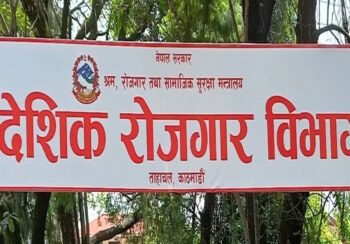 नेपाल सरकार
श्रम, रोजगार तथा सामाजिक सुरक्षा मन्त्रालय
देशिक रोजगार विभाग
ताहाचल, काठमाडौं